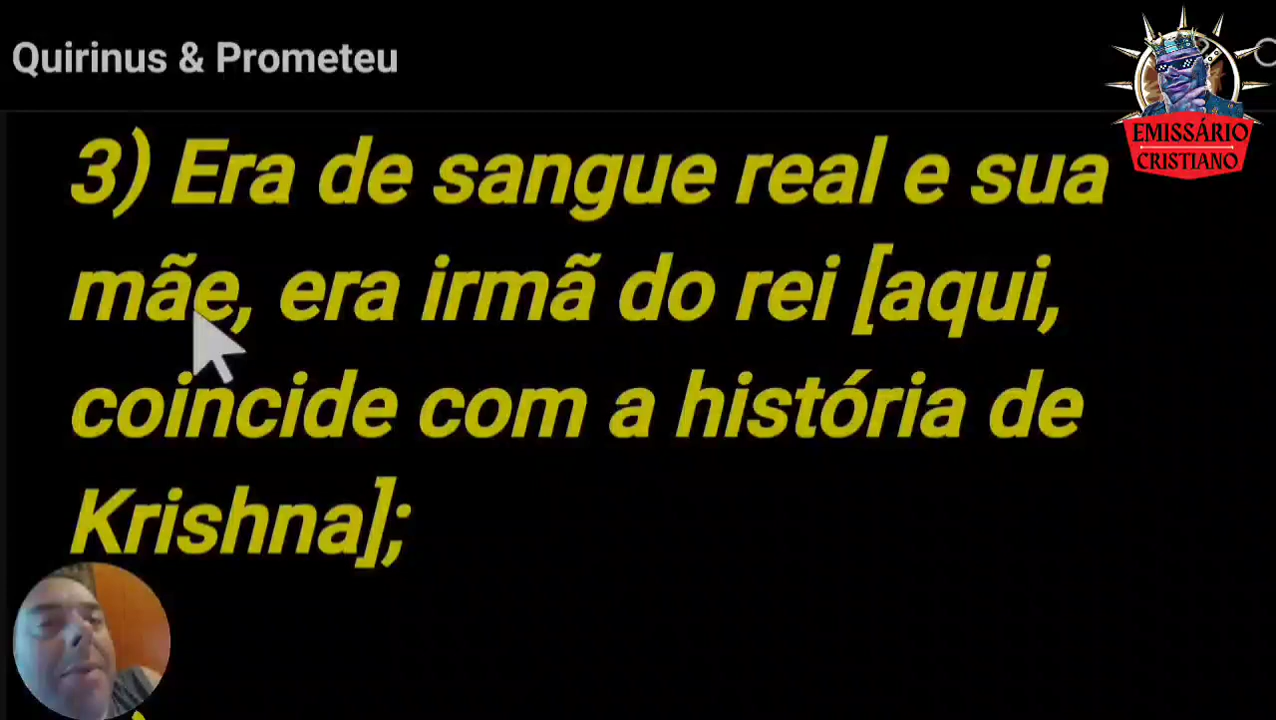 Quirinus & Prometeu
EMISSÁRIO
CRISTIANO
3) Era de sangue real e sua
mãe, era irmã do rei [aqui,
coincide com a história de
Krishna];